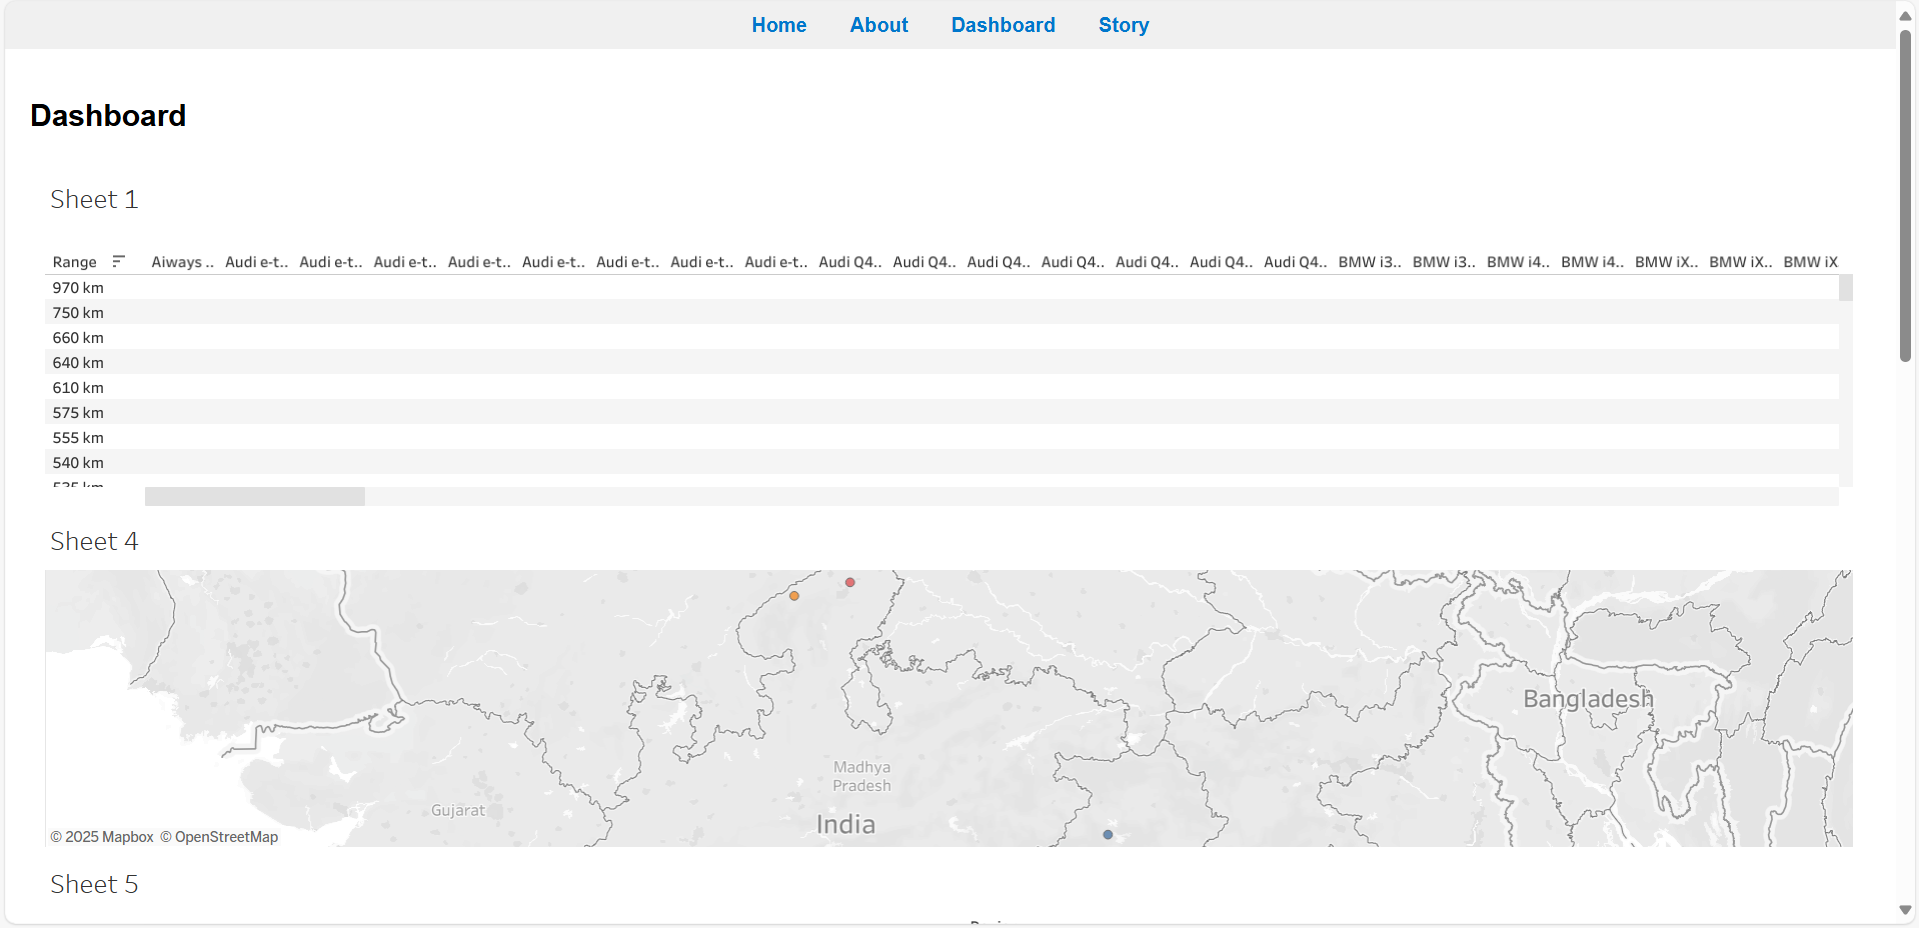 Home About Dashboard Story
Dashboard
Sheet 1
Range Aiways .. Audi e-t.. Audi e-t.. Audi e-t.. Audi e-t.. Audi e-t.. Audi e-t.. Audi e-t.. Audi e-t.. Audi Q4.. Audi Q4.. Audi Q4.. Audi Q4.. Audi Q4.. Audi Q4.. Audi Q4.. BMW i3.. BMW i3.. BMW i4.. BMW i4.. BMW iX.. BMW iX.. BMW iX
970 km
750 km
660 km
640 km
610 km
575 km
555 km
540 km
535 km
Sheet 4
Bangladesh
Madhya
Pradesh
Gujarat
India
© 2025 Mapbox © OpenStreetMap
Sheet 5